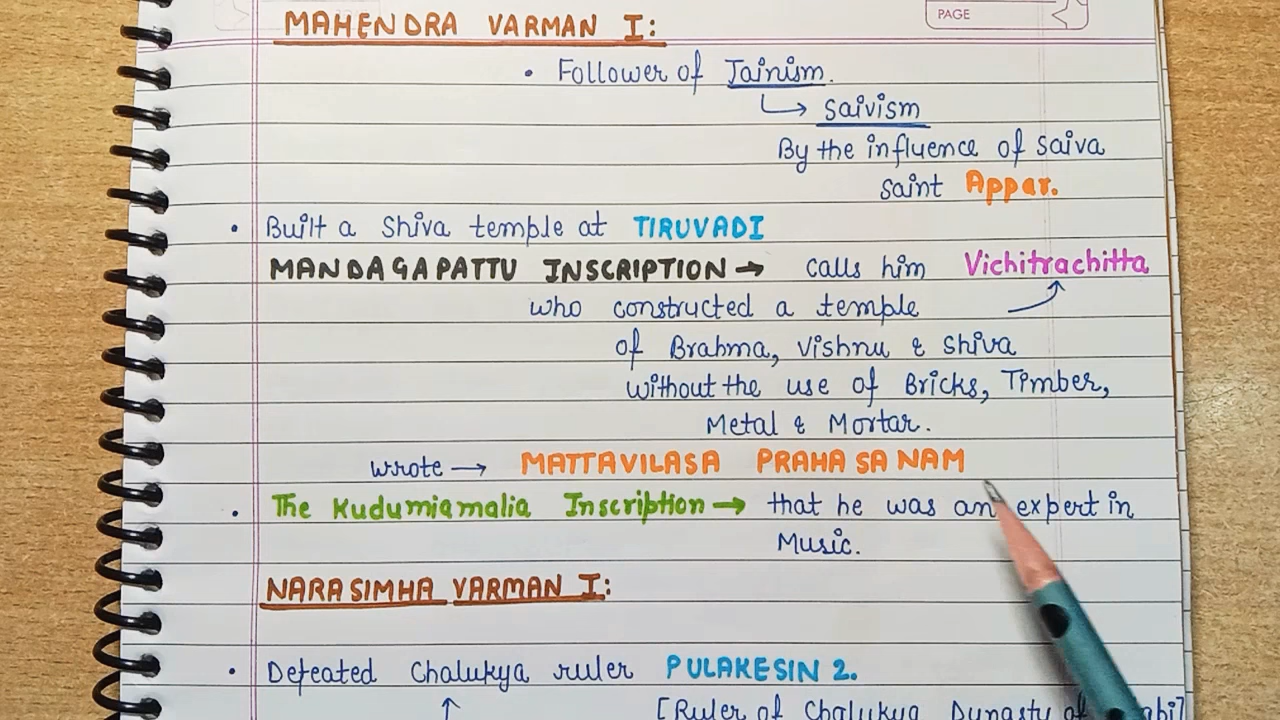 PAGE
MAHENDRA VARMAN I:
• Follower of Jainism.
↳ saivism
By the influence of saiva
saint Appar.
• Built a Shiva temple at TIRUVADI
MANDAGAPATTU INSCRIPTION → calls him Vichitrachitta
who constructed a temple
of Brahma, Vishnu & Shiva
without the use of Bricks, Timber,
Metal & Mortar.
wrote → MATTAVILASA PRAHASANAM
• The Kudumiamalia Inscription → that he was an expert in
Music.
NARASIMHA VARMAN I:
• Defeated Chalukya ruler PULAKESIN 2.
↑ [Ruler of Chalukya Dynasty of